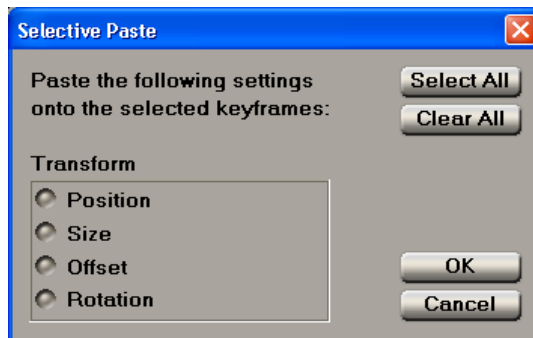 Selective Paste
Paste the following settings
onto the selected keyframes:
Select All
Clear All
Transform
Position
Size
Offset
Rotation
OK
Cancel